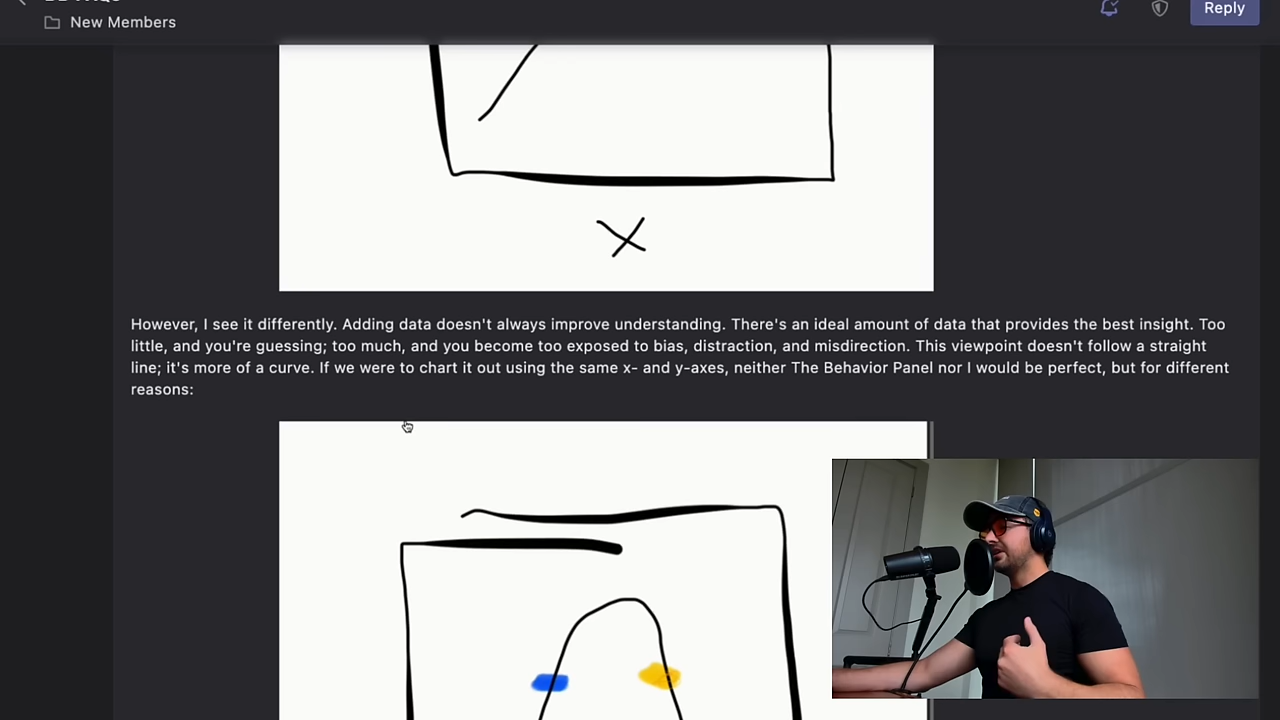 New Members
Reply
X
However, I see it differently. Adding data doesn't always improve understanding. There's an ideal amount of data that provides the best insight. Too
little, and you're guessing; too much, and you become too exposed to bias, distraction, and misdirection. This viewpoint doesn't follow a straight
line; it's more of a curve. If we were to chart it out using the same x- and y-axes, neither The Behavior Panel nor I would be perfect, but for different
reasons: